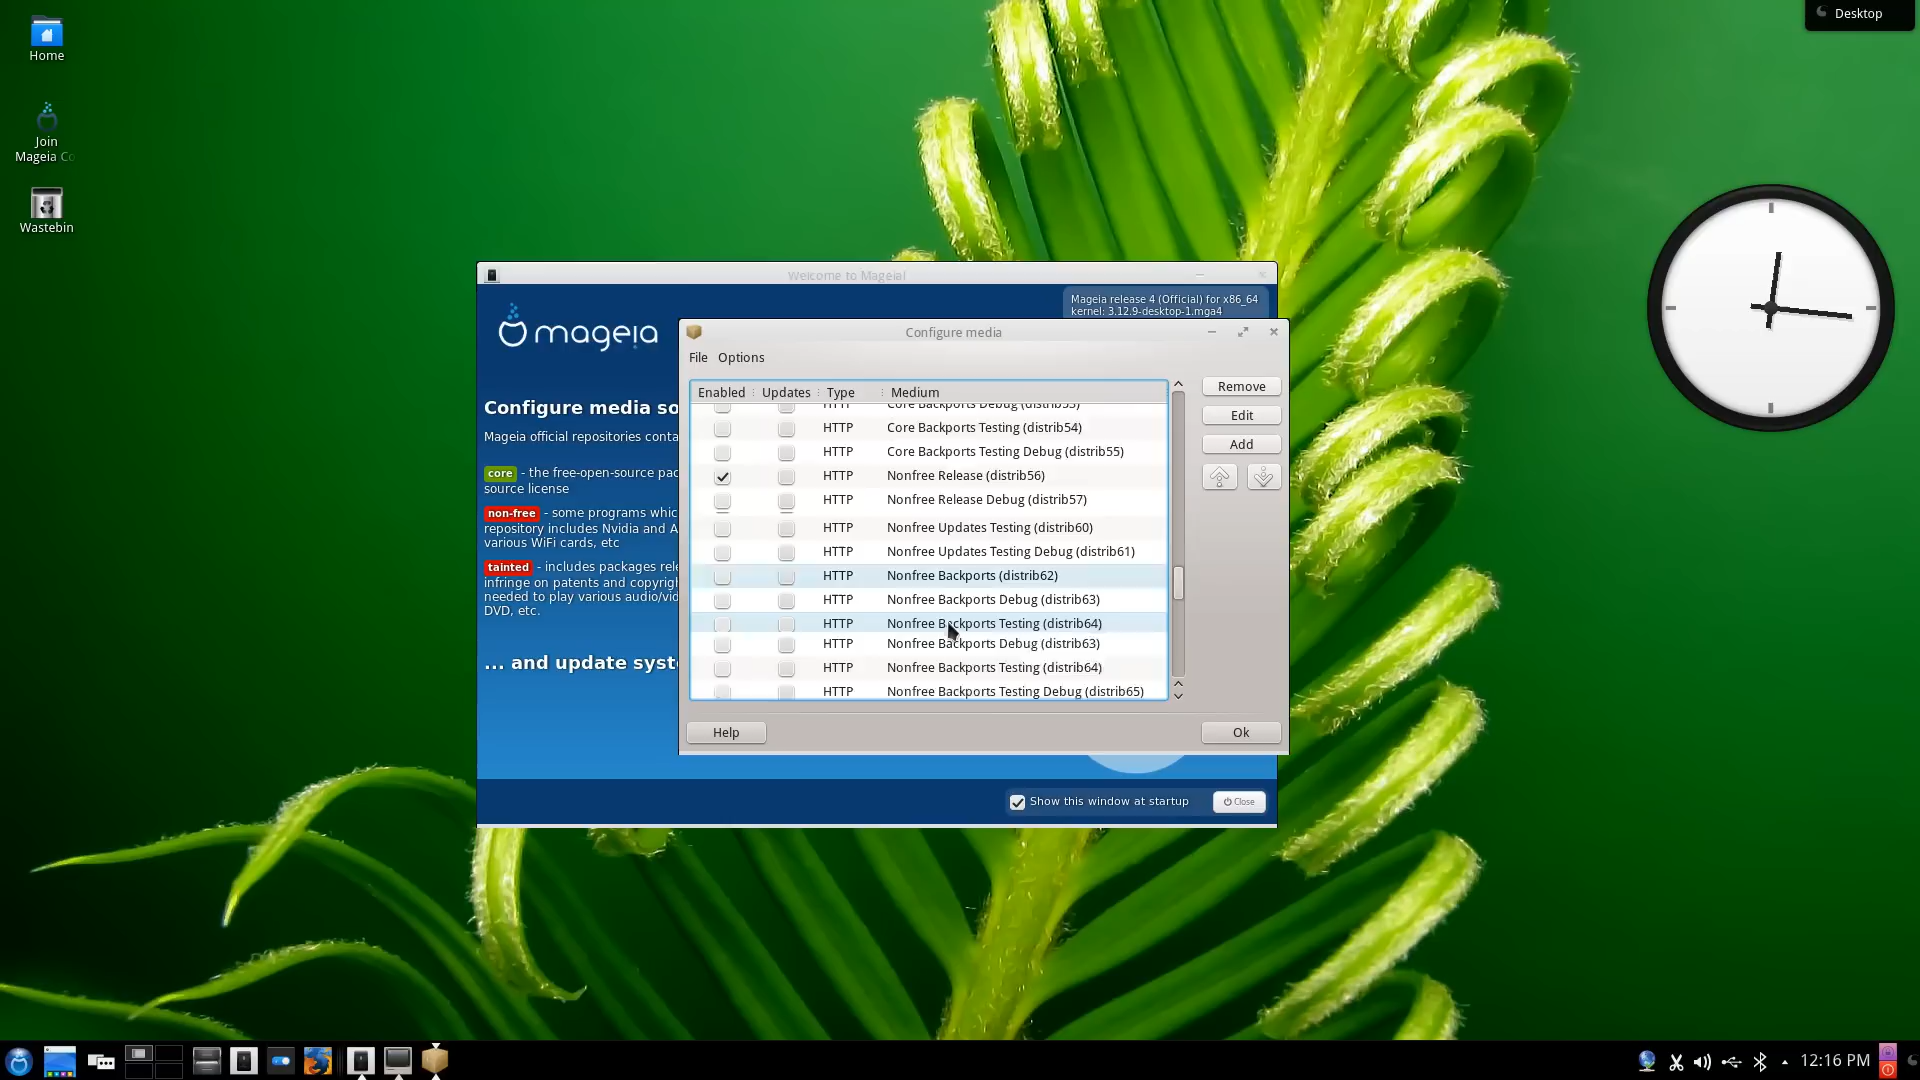 Desktop
Home
Join
Mageia Co
Wastebin
Welcome to Mageia!
Mageia release 4 (Official) for x86_64
kernel: 3.12.9-desktop-1.mga4
mageia
Configure media so
Mageia official repositories conta
core - the free-open-source pac
source license
non-free - some programs whic
repository includes Nvidia and A
various WiFi cards, etc
tainted - includes packages rele
infringe on patents and copyrigh
needed to play various audio/vid
DVD, etc.
... and update syst
Show this window at startup
Close
Configure media
File Options
Enabled Updates Type Medium
HTTP Core Backports Debug (distrib53)
HTTP Core Backports Testing (distrib54)
HTTP Core Backports Testing Debug (distrib55)
HTTP Nonfree Release (distrib56)
HTTP Nonfree Release Debug (distrib57)
HTTP Nonfree Updates Testing (distrib60)
HTTP Nonfree Updates Testing Debug (distrib61)
HTTP Nonfree Backports (distrib62)
HTTP Nonfree Backports Debug (distrib63)
HTTP Nonfree Backports Testing (distrib64)
HTTP Nonfree Backports Debug (distrib63)
HTTP Nonfree Backports Testing (distrib64)
HTTP Nonfree Backports Testing Debug (distrib65)
Remove
Edit
Add
Help
Ok
12:16 PM